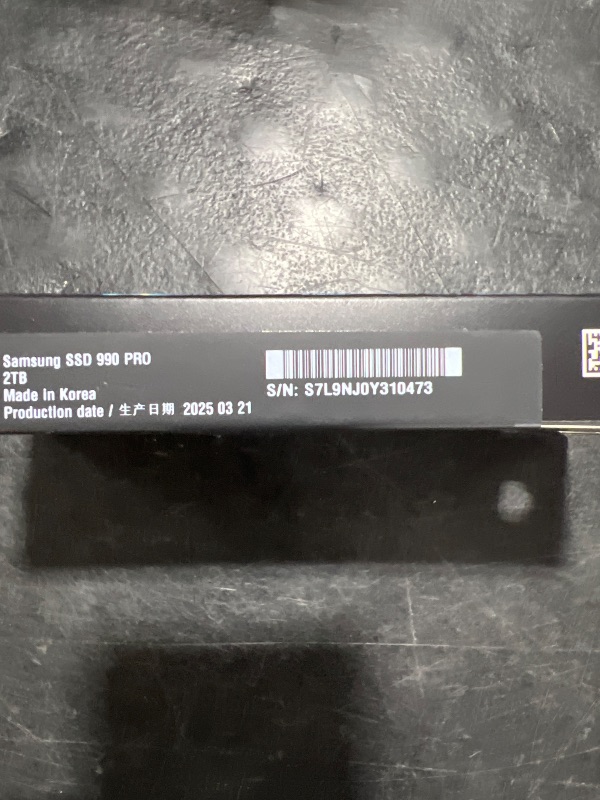 Samsung SSD 990 PRO
2TB
Made in Korea
Production date / 生产日期 2025 03 21
S/N: S7L9NJ0Y310473